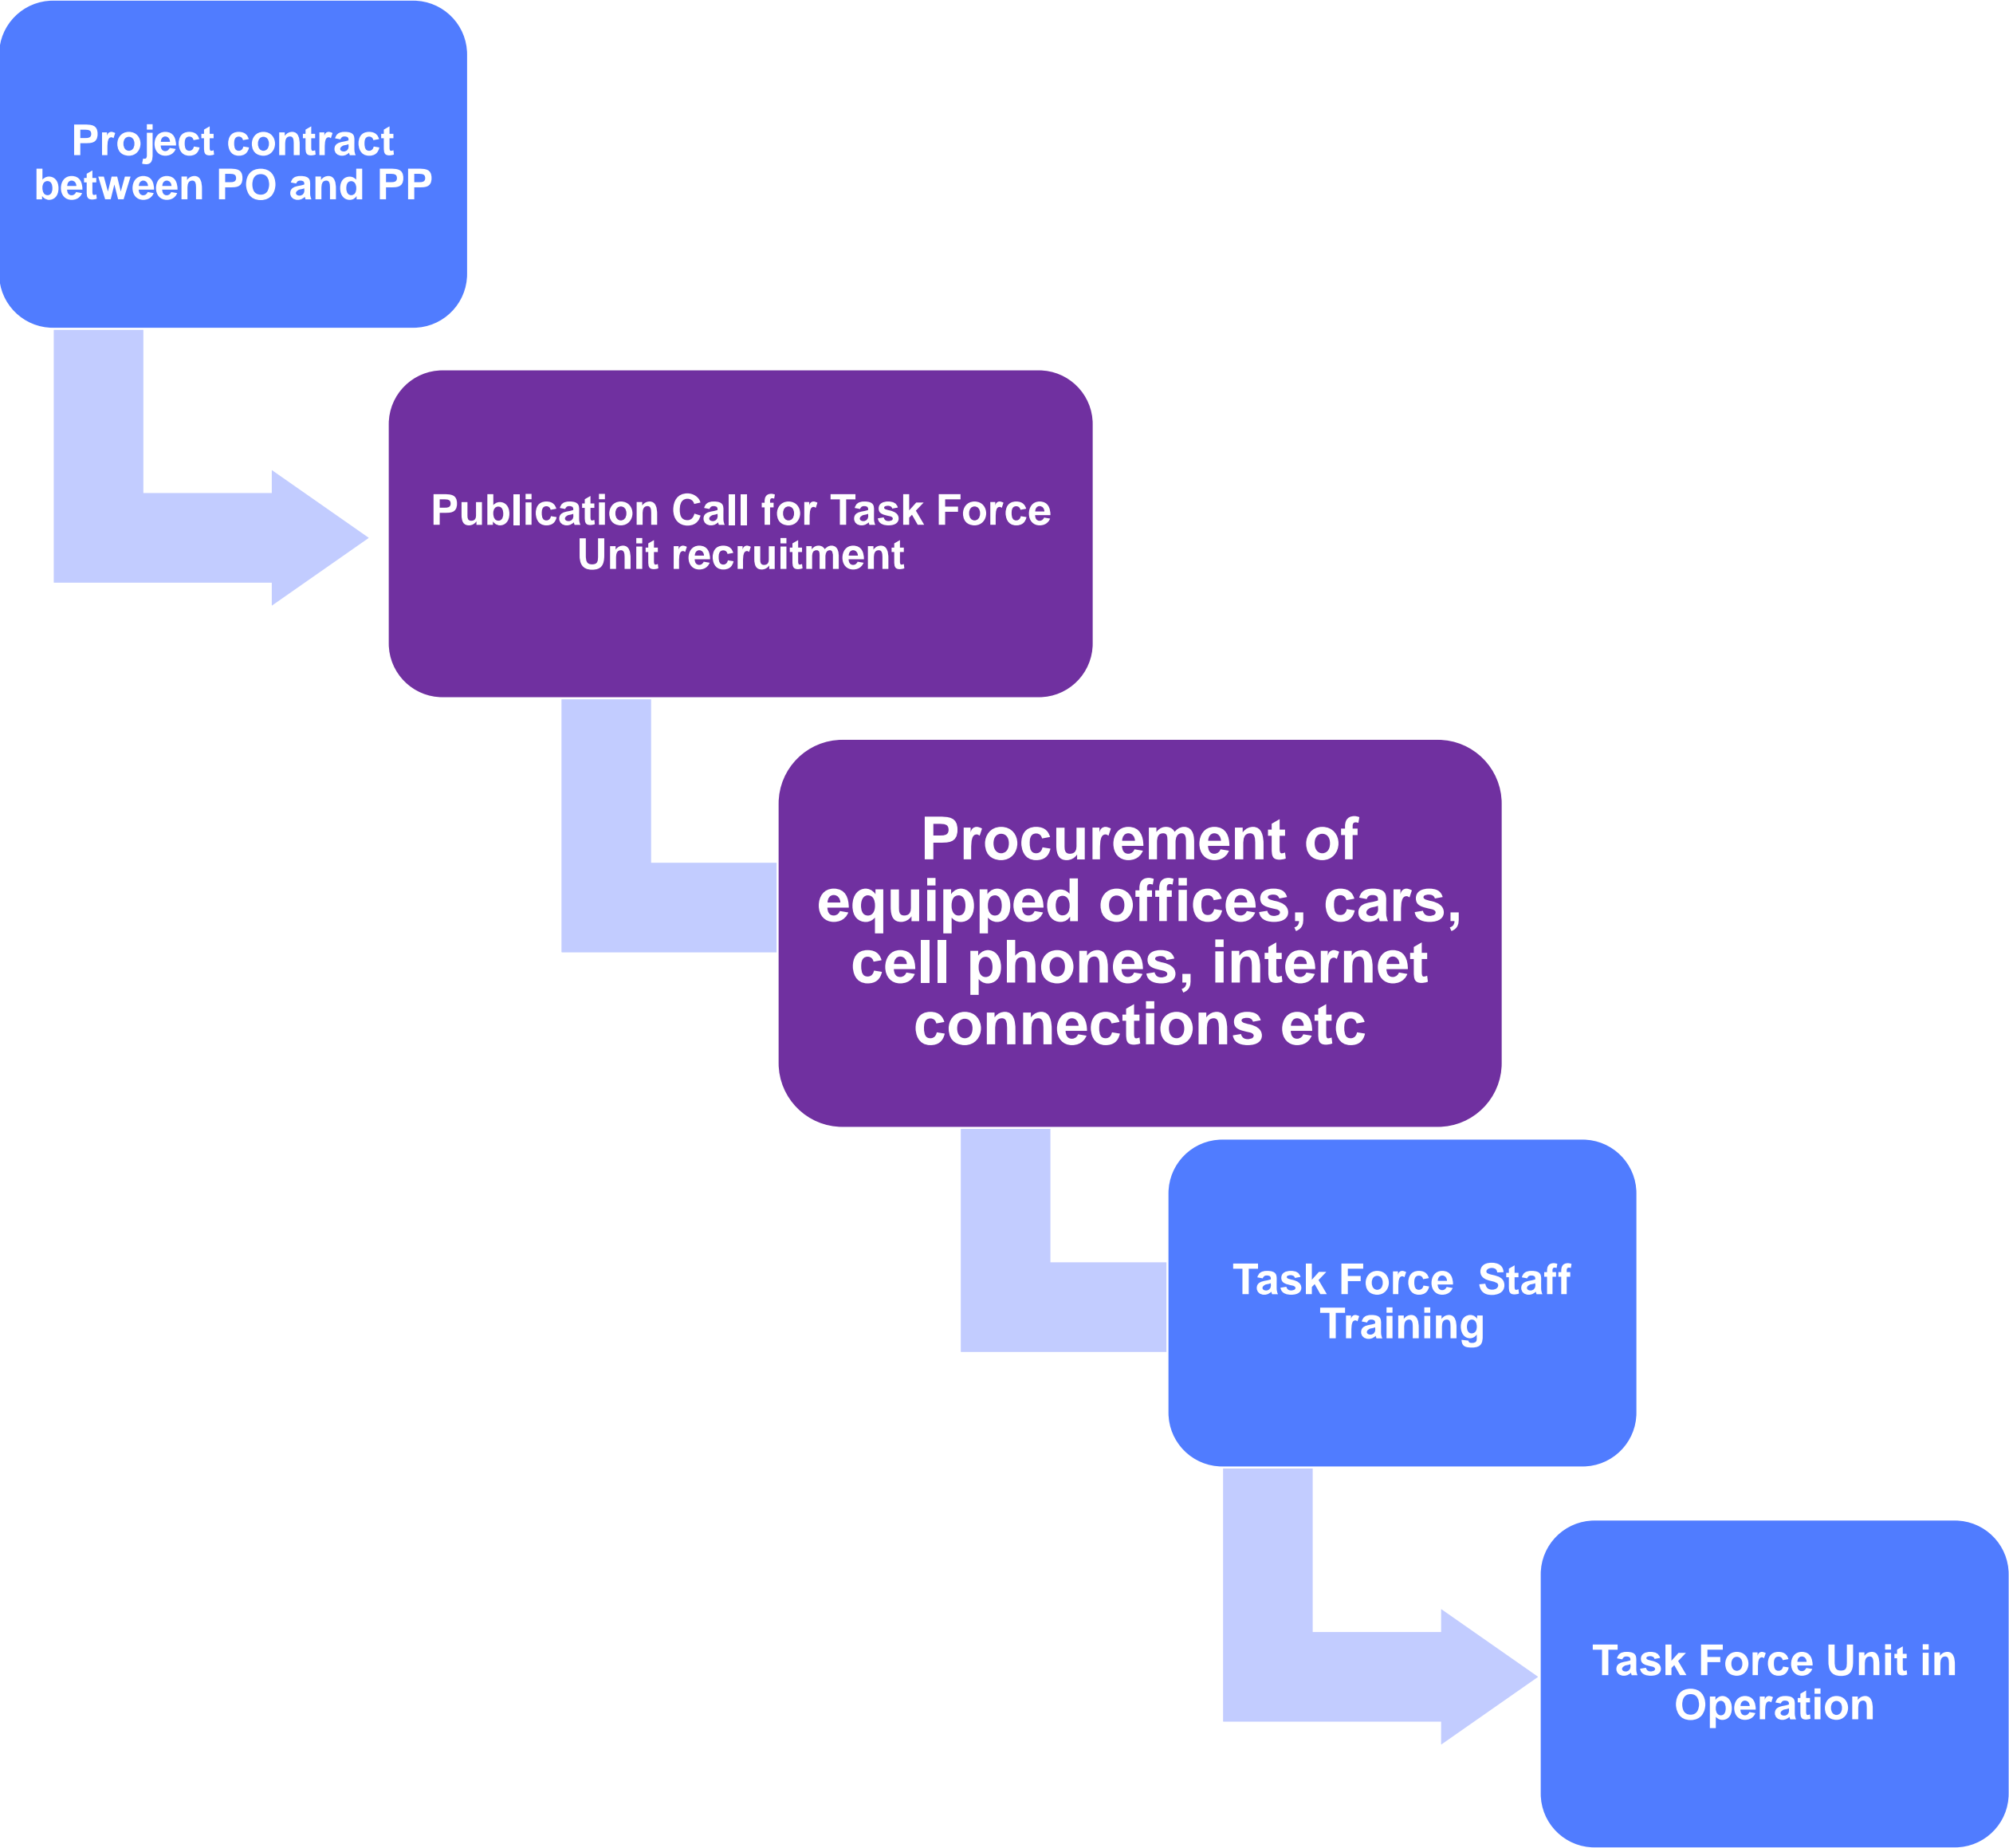 Project contract
between PO and PP
Publication Call for Task Force
Unit recruitment
Procurement of
equipped offices, cars,
cell phones, internet
connections etc
Task Force  Staff
Training
Task Force Unit in
Operation